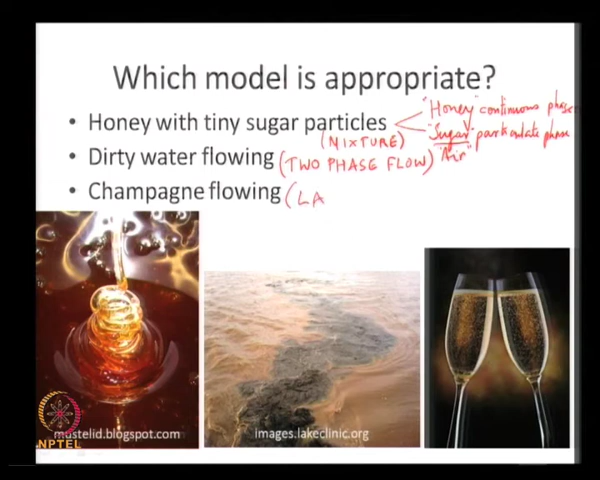 Which model is appropriate?
• Honey with tiny sugar particles
"Honey" continuous phase
"Sugar" particulate phase
"Air"
(MIXTURE)
• Dirty water flowing (TWO PHASE FLOW)
• Champagne flowing (LA
mustelid.blogspot.com
images.lakeclinic.org
NPTEL